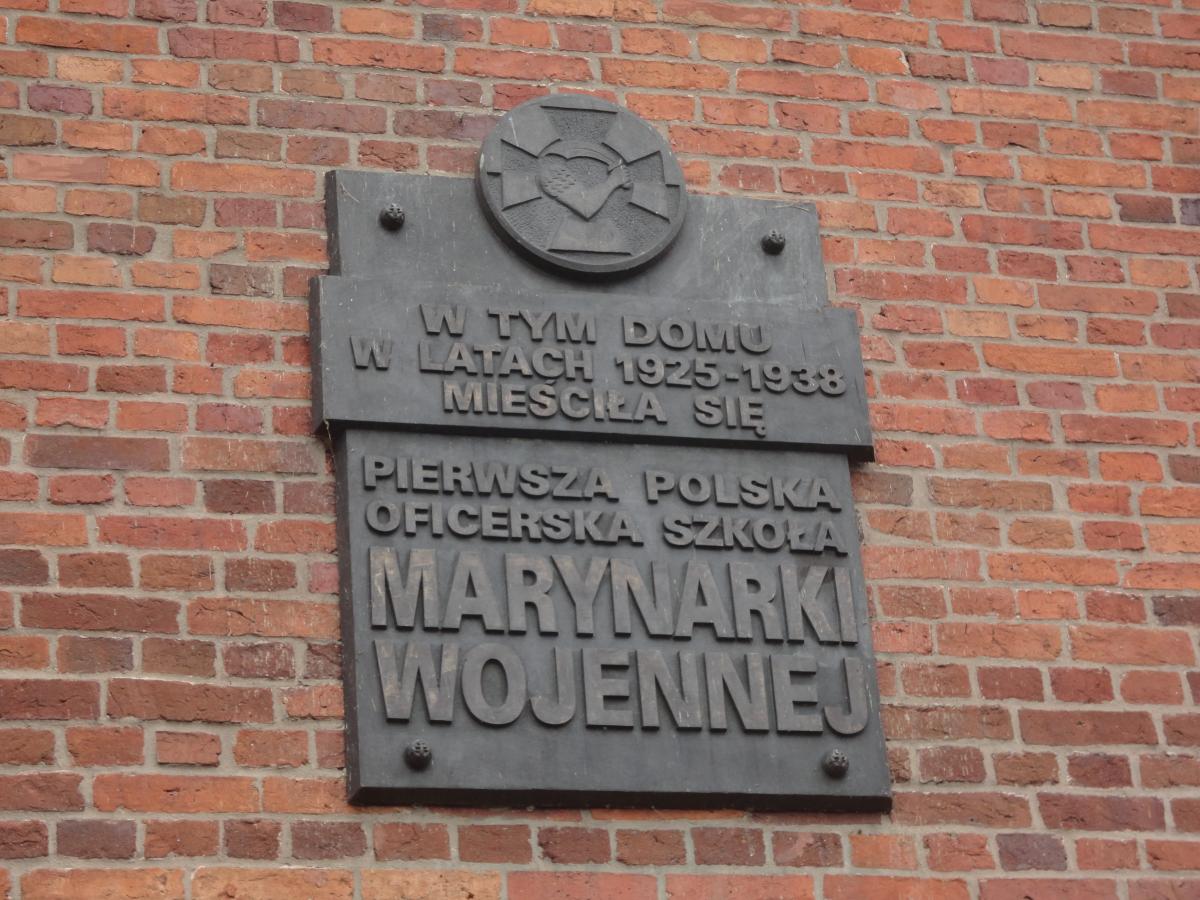 W TYM DOMU
W LATACH 1925-1938
MIEŚCIŁA SIĘ
PIERWSZA POLSKA
OFICERSKA SZKOŁA
MARYNARKI
WOJENNEJ